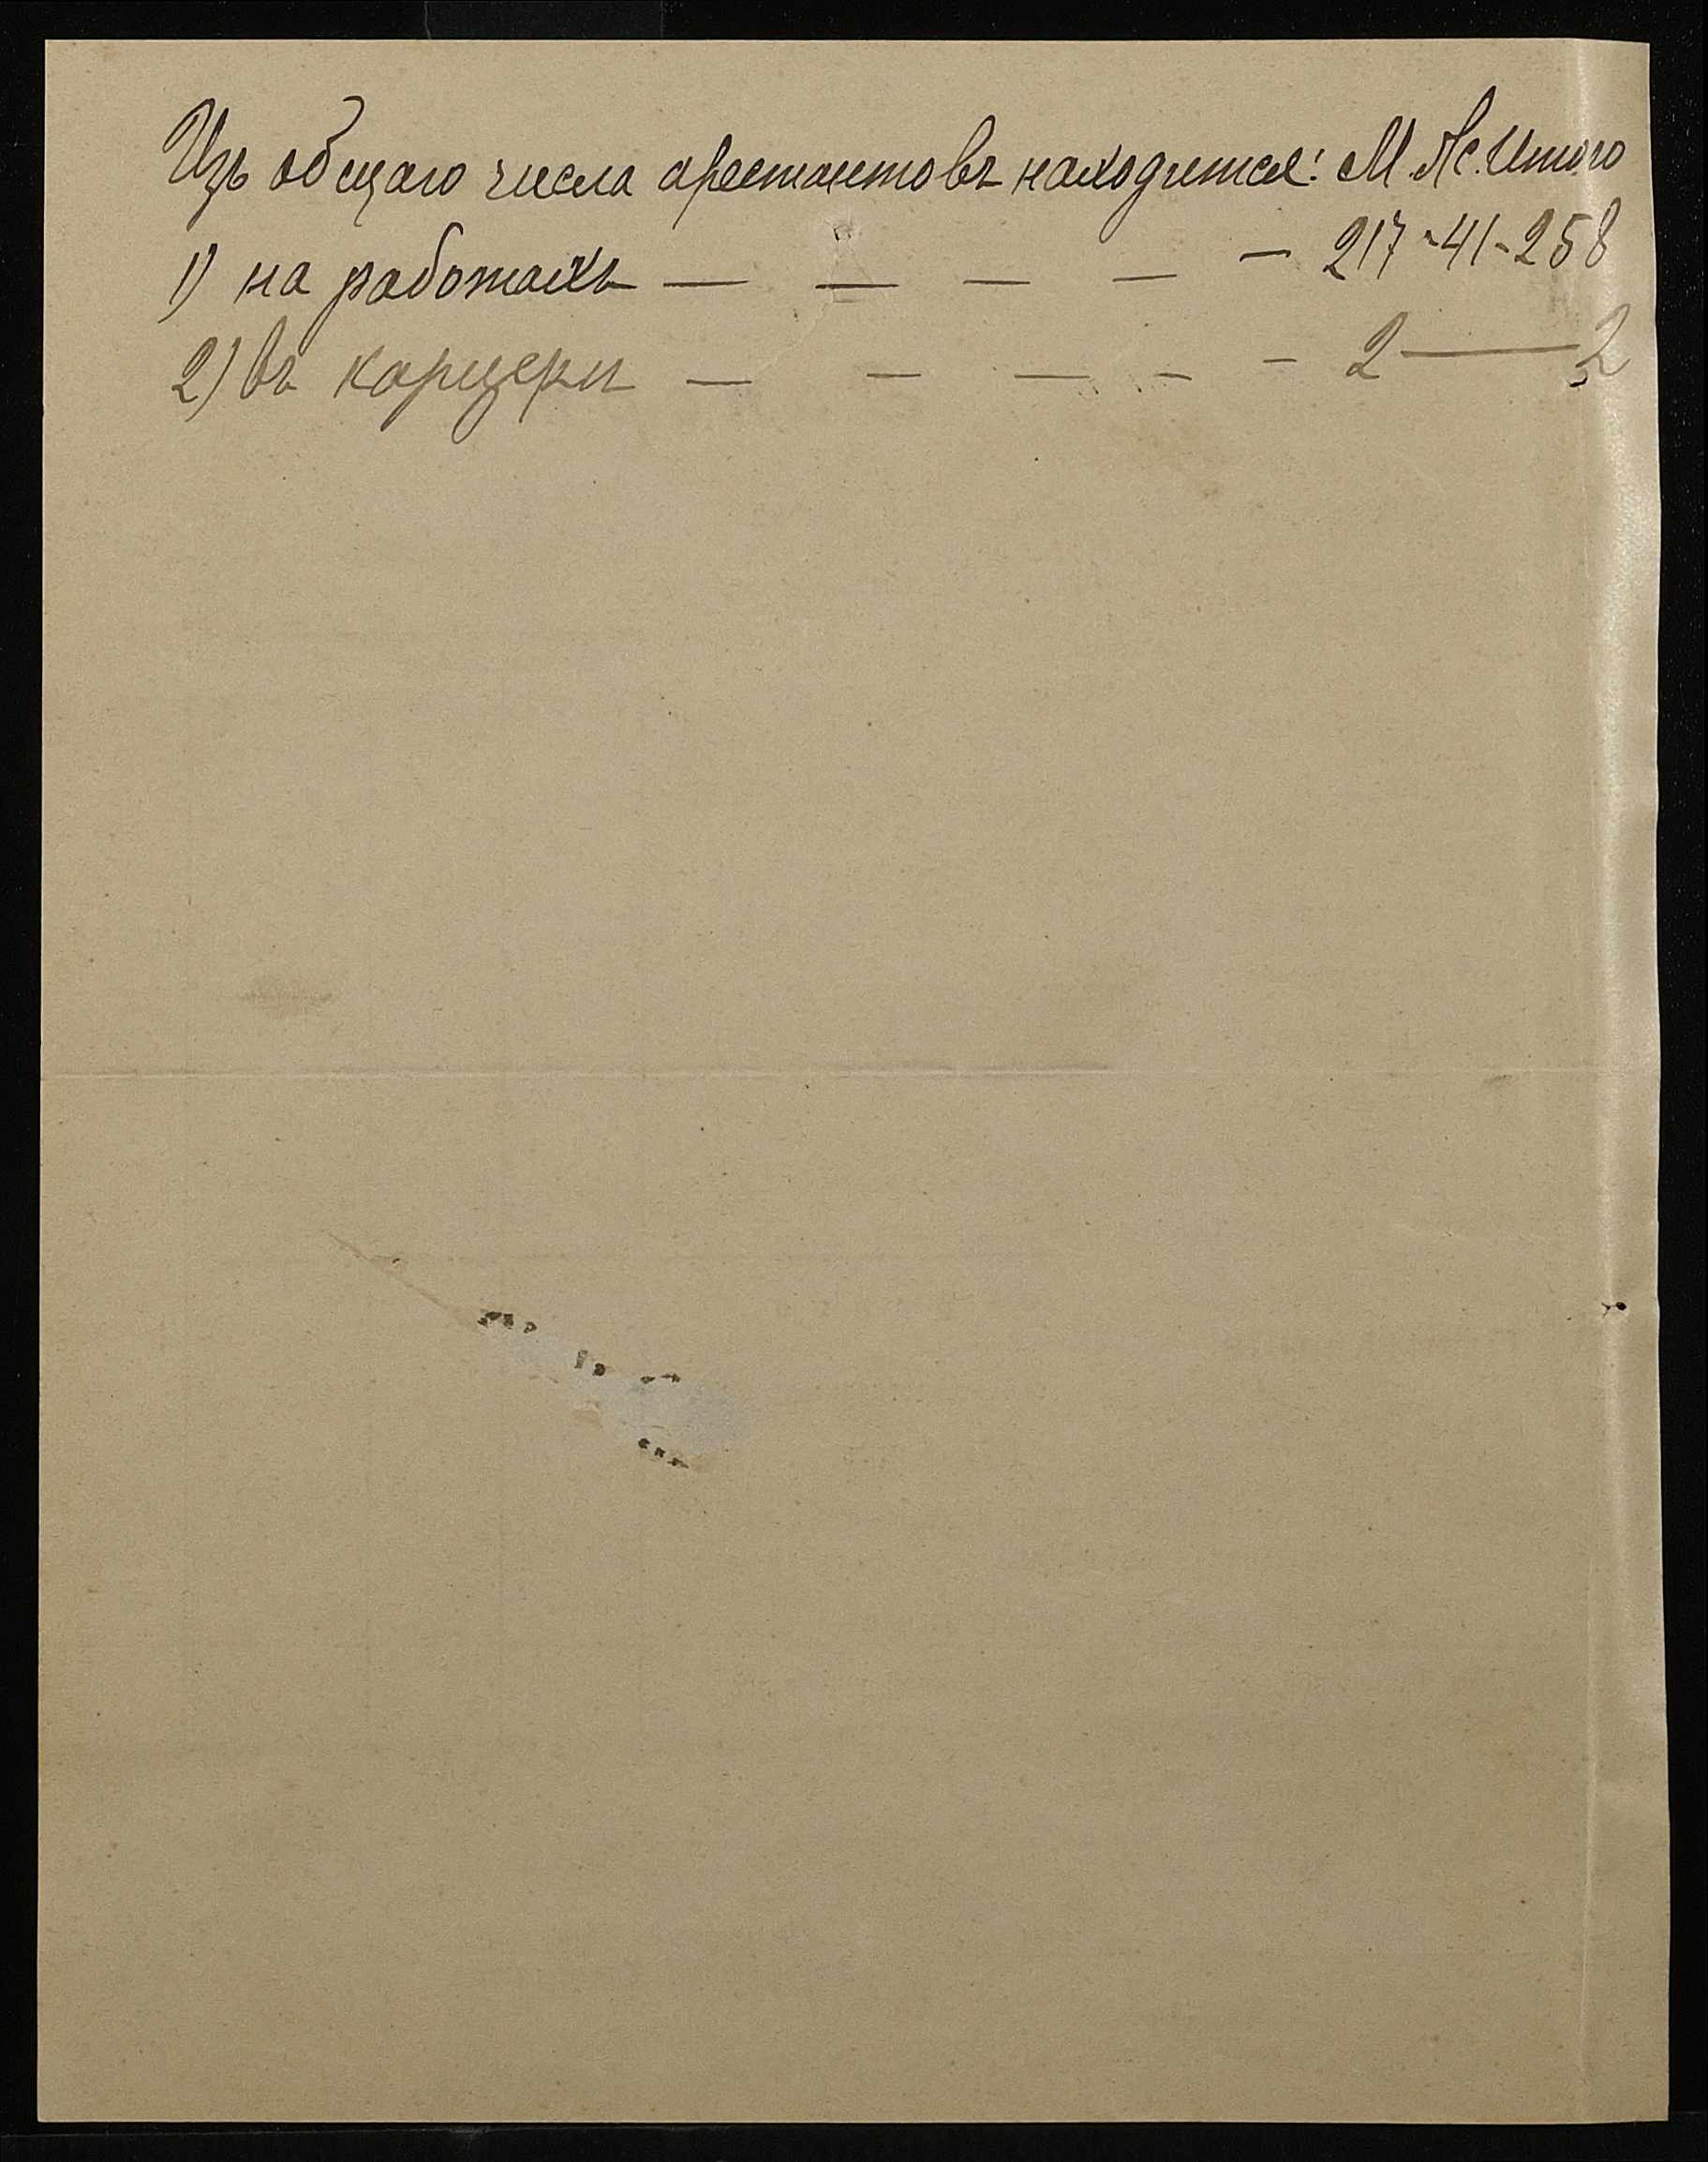 Изъ общаго числа арестантовъ находится: М. Ж. Итого
1) на работахъ — — — — — 217 - 41 - 258
2) въ карцери — — — — — 2 — 2